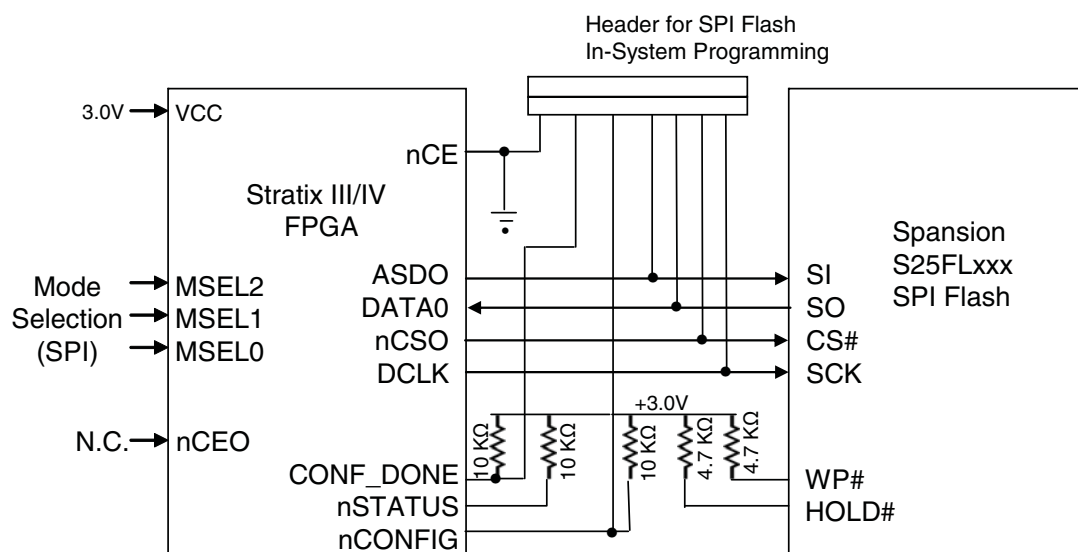 Header for SPI Flash
In-System Programming
3.0V
VCC
nCE
Stratix III/IV
FPGA
Spansion
S25FLxxx
SPI Flash
Mode
Selection
(SPI)
MSEL2
MSEL1
MSEL0
ASDO
DATA0
nCSO
DCLK
SI
SO
CS#
SCK
+3.0V
10 KΩ
10 KΩ
10 KΩ
4.7 KΩ
4.7 KΩ
N.C.
nCEO
CONF_DONE
nSTATUS
nCONFIG
WP#
HOLD#